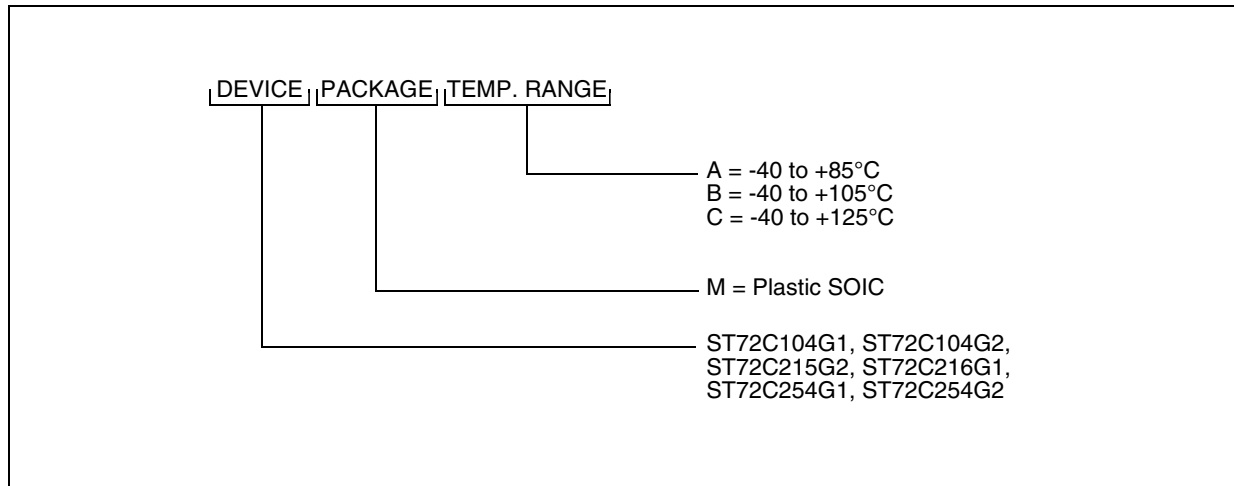 DEVICE PACKAGE TEMP. RANGE
A = -40 to +85°C
B = -40 to +105°C
C = -40 to +125°C
M = Plastic SOIC
ST72C104G1, ST72C104G2,
ST72C215G2, ST72C216G1,
ST72C254G1, ST72C254G2